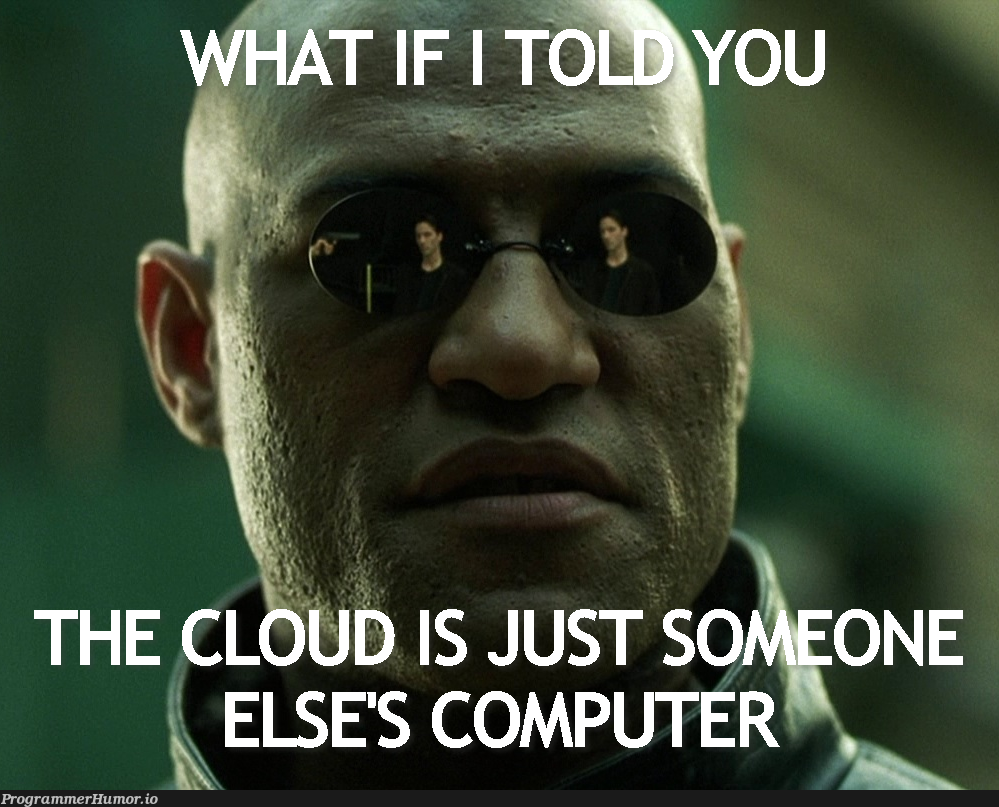 WHAT IF I TOLD YOU
THE CLOUD IS JUST SOMEONE
ELSE'S COMPUTER
ProgrammerHumor.io